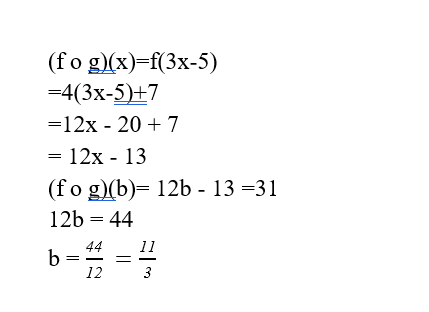 (f o g)(x)=f(3x-5)
=4(3x-5)+7
=12x - 20 + 7
= 12x - 13
(f o g)(b)= 12b - 13 =31
12b = 44
b = 44/12 = 11/3